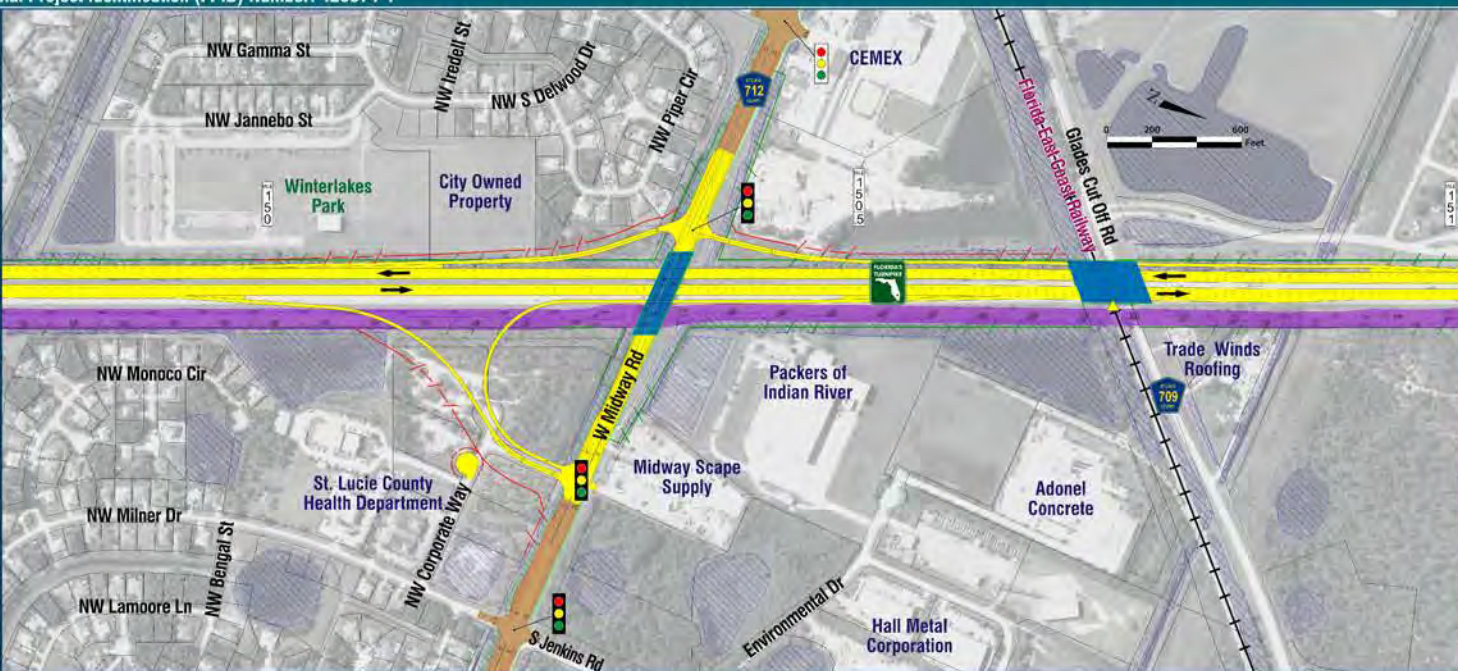 NW Gamma St
NW Iredell St
NW S Delwood Dr
NW Piper Cir
712
CEMEX
NW Jannebo St
Winterlakes
Park
City Owned
Property
150
150.5
151
Florida East Coast Railway
Glades Cut Off Rd
N
0 200 600
Feet
FLORIDA'S
TURNPIKE
W Midway Rd
NW Monoco Cir
Packers of
Indian River
Trade Winds
Roofing
709
St. Lucie County
Health Department
Midway Scape
Supply
Adonel
Concrete
NW Milner Dr
NW Bengal St
NW Corporate Way
NW Lamoore Ln
Environmental Dr
Hall Metal
Corporation
S Jenkins Rd